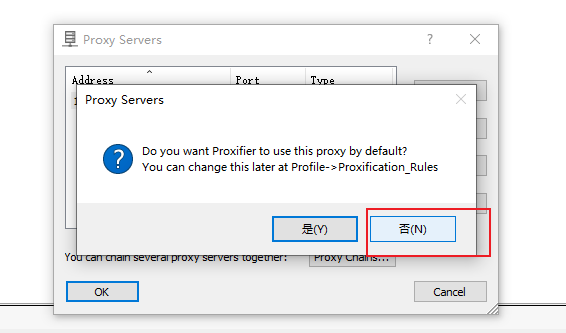 Proxy Servers
Address Port Type
Proxy Servers
Do you want Proxifier to use this proxy by default?
You can change this later at Profile->Proxification_Rules
是(Y) 否(N)
You can chain several proxy servers together: Proxy Chains...
OK Cancel